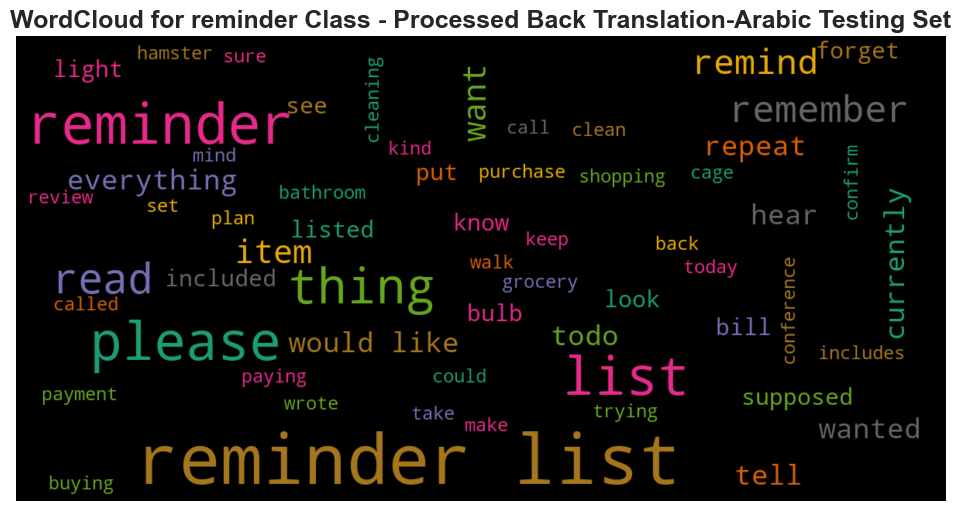 WordCloud for reminder Class - Processed Back Translation-Arabic Testing Set
hamster
sure
light
cleaning
want
remind
forget
reminder
see
call
clean
remember
mind
kind
repeat
confirm
everything
put
purchase
shopping
cage
review
set
bathroom
plan
listed
know
hear
currently
item
keep
back
read
included
thing
walk
grocery
today
conference
called
bulb
look
please
would like
todo
bill
includes
payment
paying
could
list
supposed
wrote
take
make
trying
wanted
reminder list
tell
buying